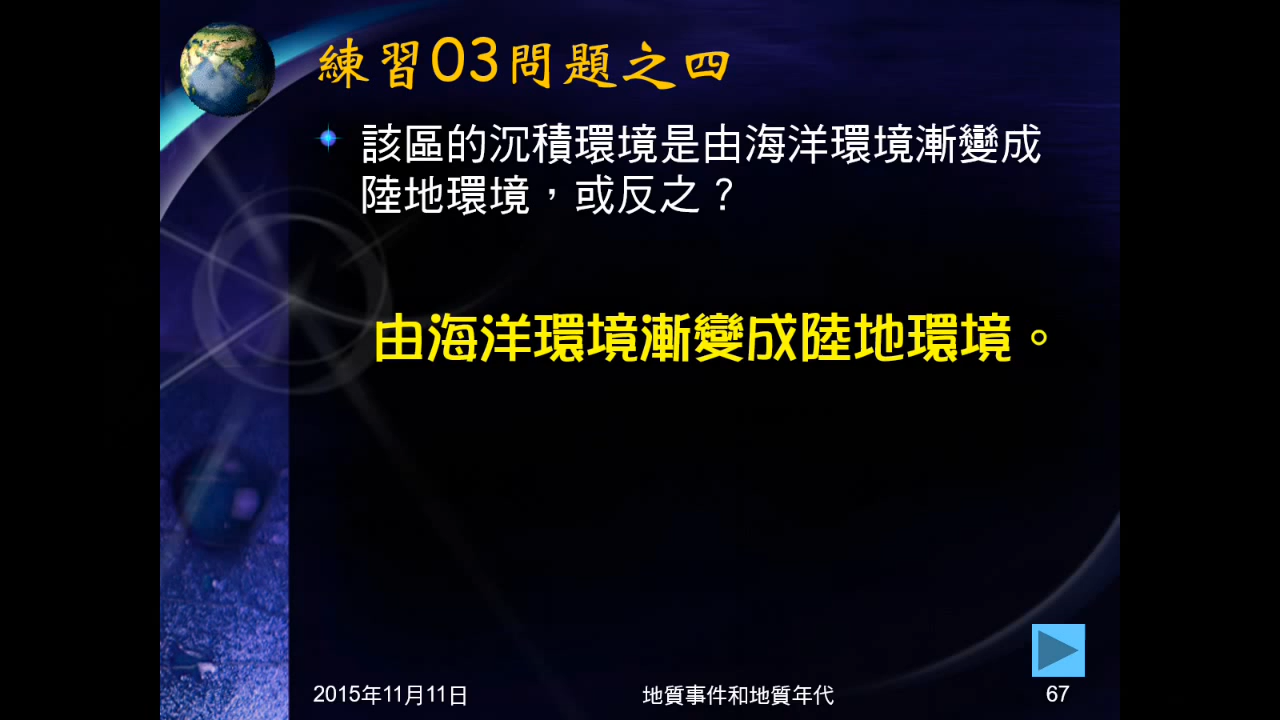 練習03問題之四
該區的沉積環境是由海洋環境漸變成
陸地環境，或反之？
由海洋環境漸變成陸地環境。
2015年11月11日
地質事件和地質年代
67